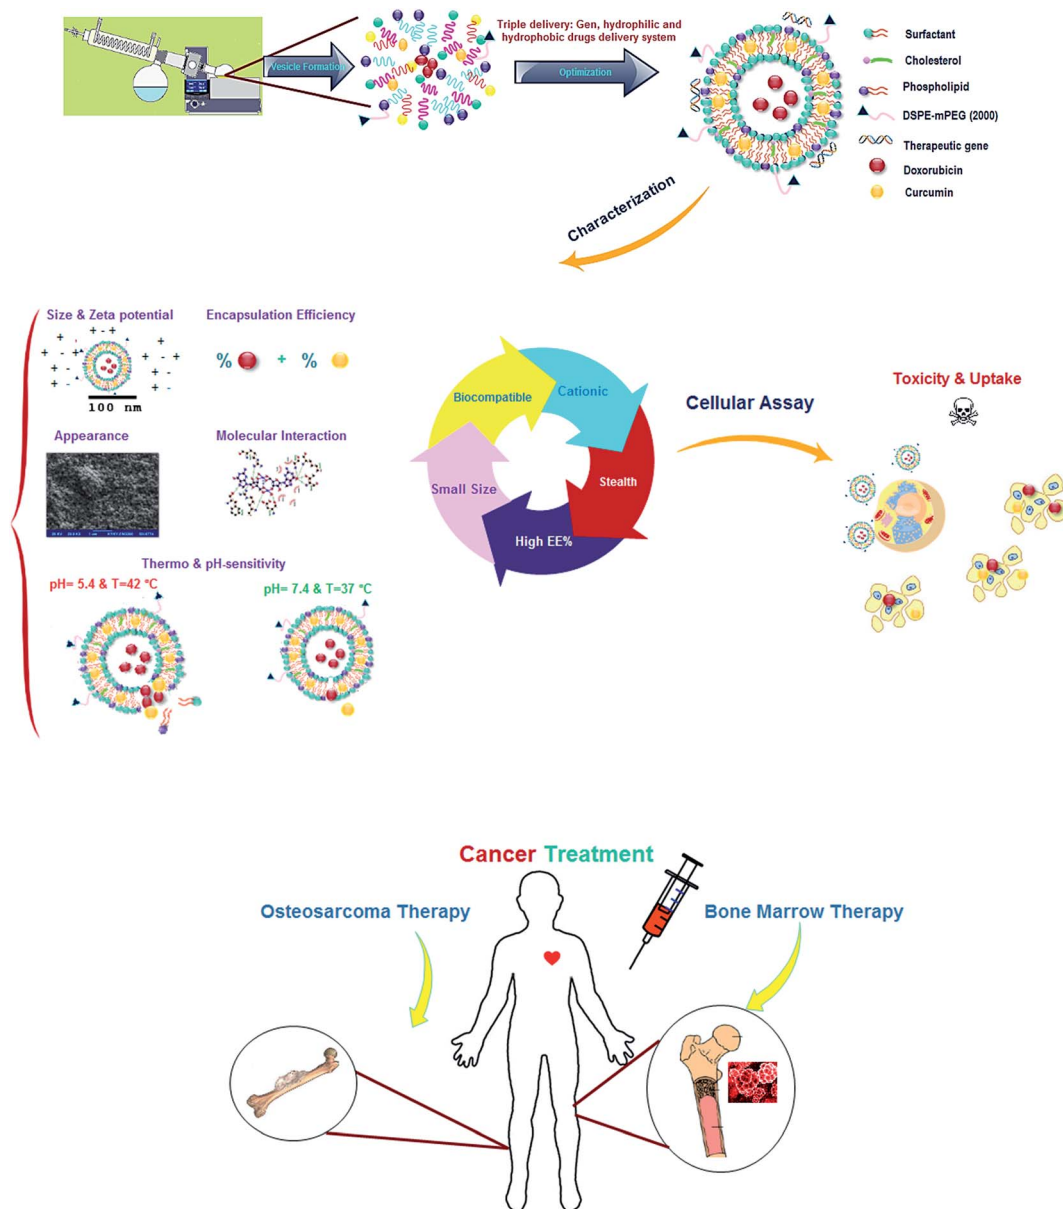 Vesicle Formation
Triple delivery: Gen, hydrophilic and
hydrophobic drugs delivery system
Optimization
Surfactant
Cholesterol
Phospholipid
DSPE-mPEG (2000)
Therapeutic gene
Doxorubicin
Curcumin
Characterization
Size & Zeta potential
Encapsulation Efficiency
+ - +
+ +
+ - + -
- + - +
% + %
100 nm
Appearance
Molecular Interaction
Thermo & pH-sensitivity
pH= 5.4 & T=42 °C
pH= 7.4 & T=37 °C
Biocompatible
Cationic
Stealth
High EE%
Small Size
Cellular Assay
Toxicity & Uptake
Cancer Treatment
Osteosarcoma Therapy
Bone Marrow Therapy